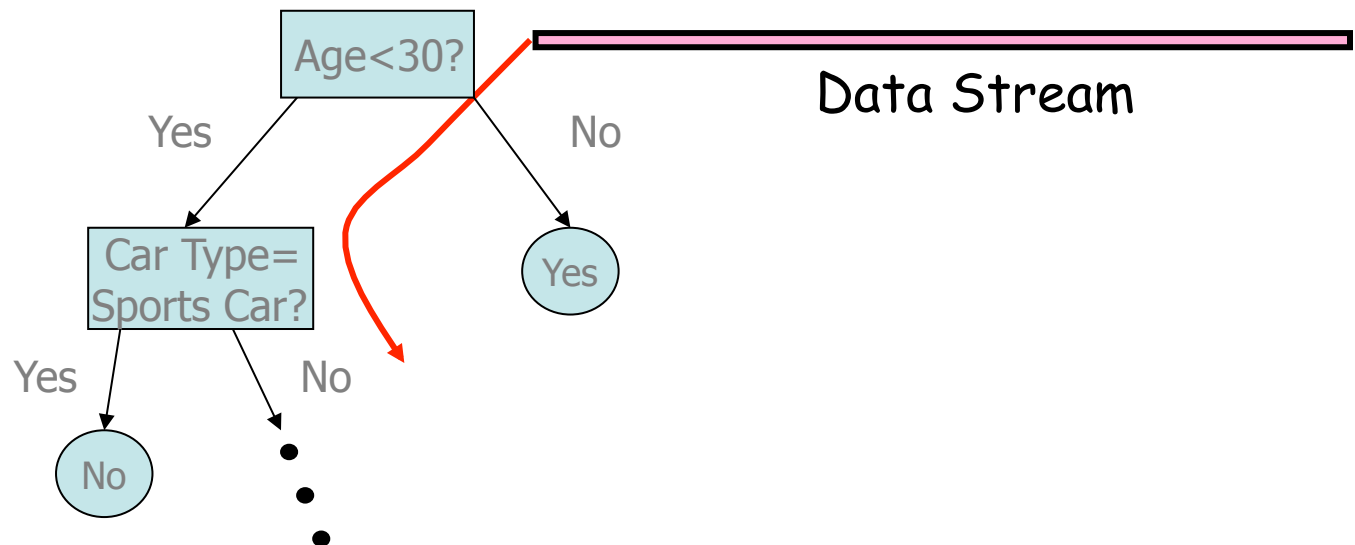 Age<30?
Data Stream
Yes
No
Car Type=
Sports Car?
Yes
Yes
No
No